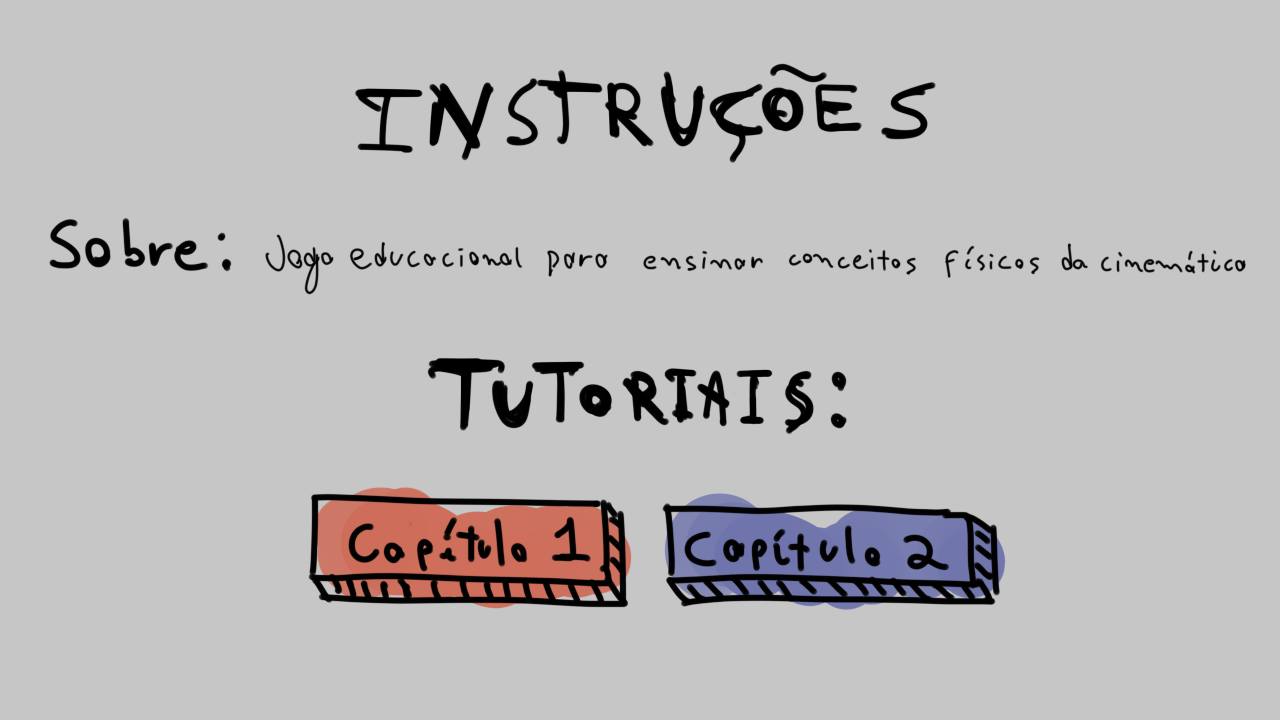 INSTRUÇÕES
Sobre: Jogo educacional para ensinar conceitos físicos da cinemática
TUTORIAIS:
Capítulo 1
Capítulo 2